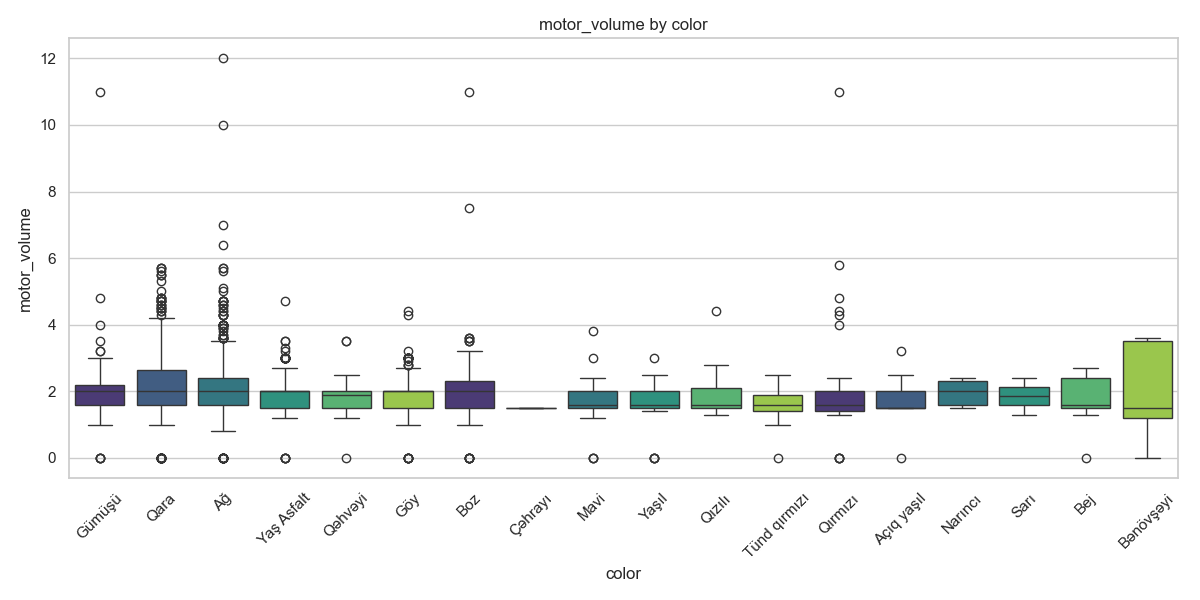 motor_volume by color
motor_volume
12
10
8
6
4
2
0
Gümüşü
Qara
Ağ
Yaş Asfalt
Qəhvəyi
Göy
Boz
Çəhrayı
Mavi
Yaşıl
Qızılı
Tünd qırmızı
Qırmızı
Açıq yaşıl
Narıncı
Sarı
Bej
Bənövşəyi
color